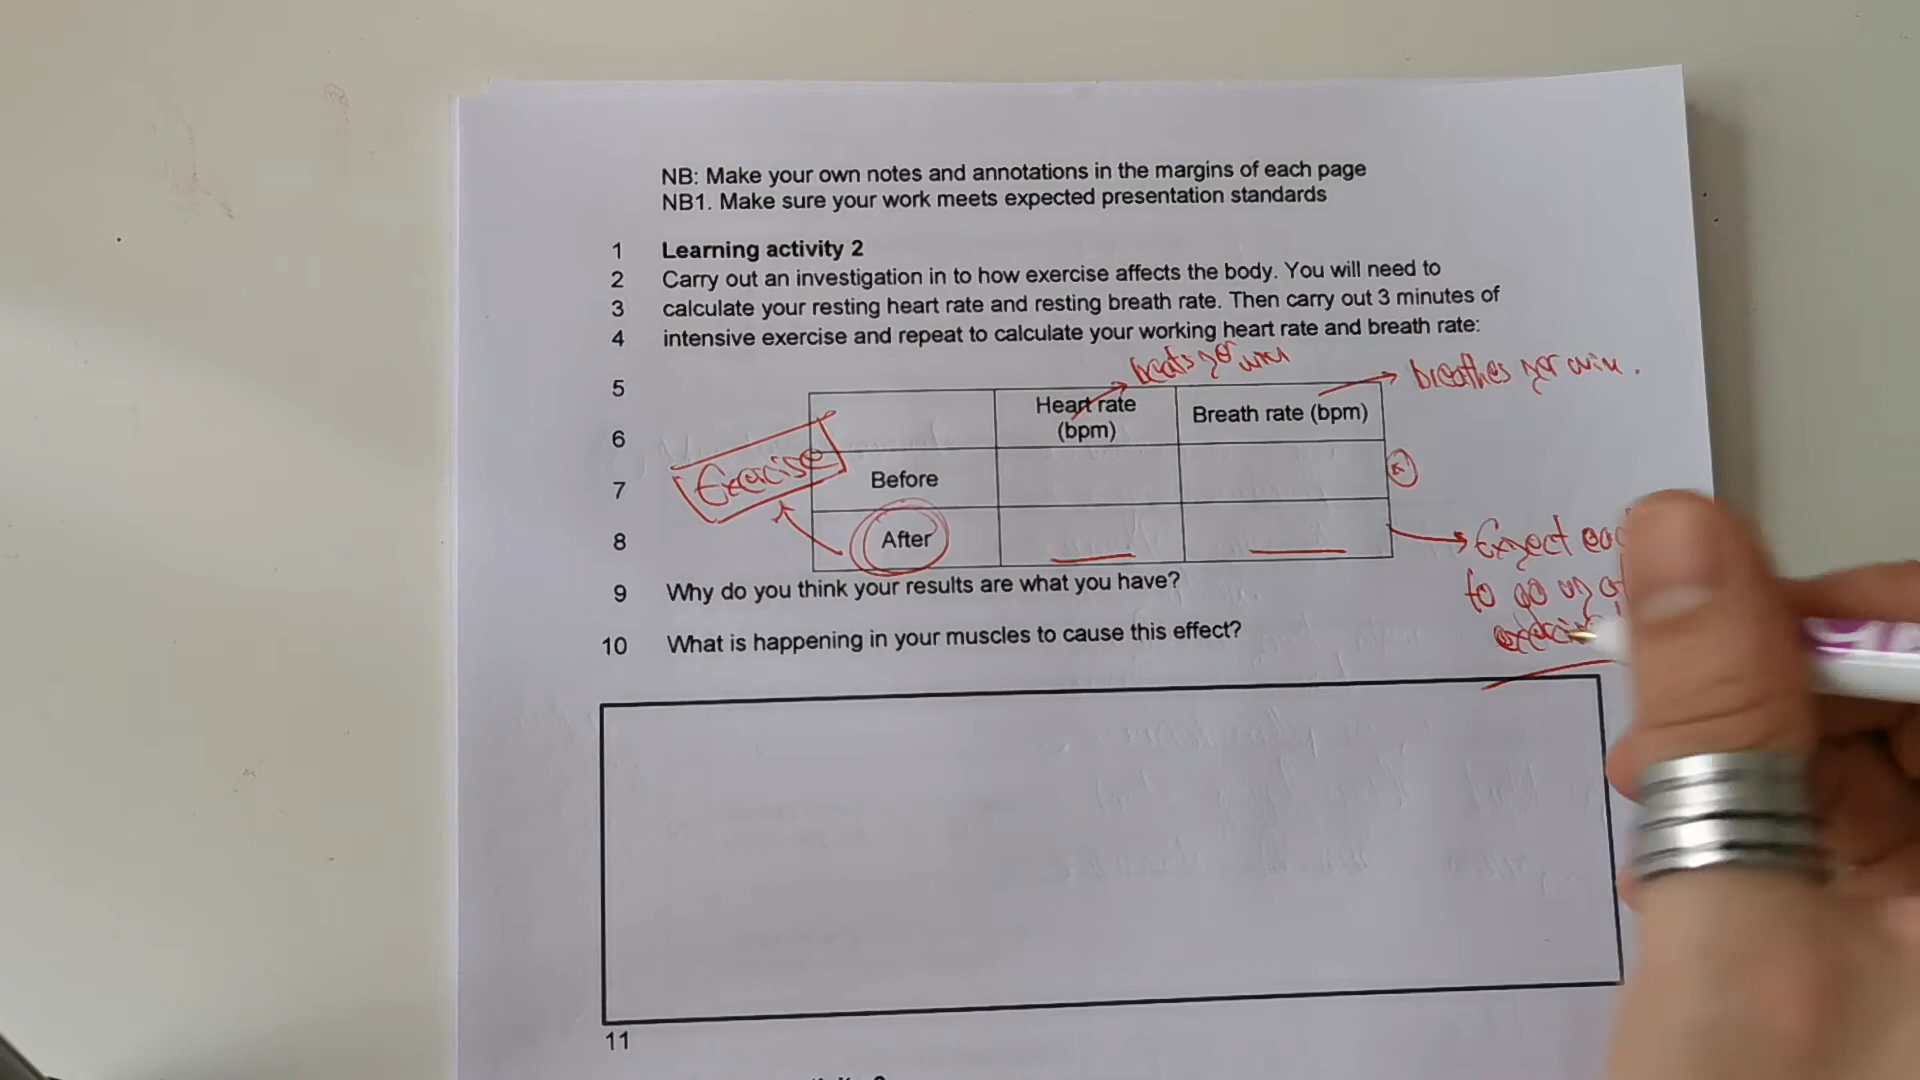 NB: Make your own notes and annotations in the margins of each page
NB1. Make sure your work meets expected presentation standards
1 Learning activity 2
2 Carry out an investigation in to how exercise affects the body. You will need to
3 calculate your resting heart rate and resting breath rate. Then carry out 3 minutes of
4 intensive exercise and repeat to calculate your working heart rate and breath rate:
beats per min
breathes per min.
5 Heart rate (bpm) Breath rate (bpm)
6
Exercise
7 Before
8 After
Expect
to go up
exercise
9 Why do you think your results are what you have?
10 What is happening in your muscles to cause this effect?
11